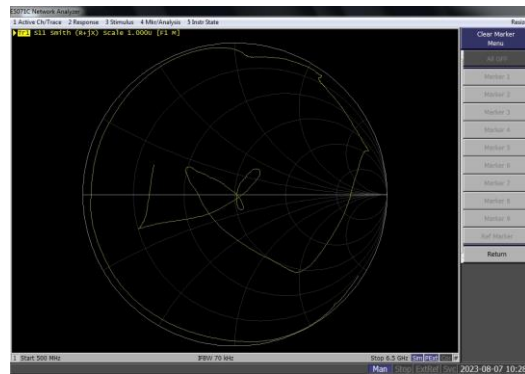 E5071C Network Analyzer
1 Active Ch/Trace 2 Response 3 Stimulus 4 Mkr/Analysis 5 Instr State
Tr1 S11 Smith (R+jX) Scale 1.000U [F1 M]
Clear Marker
Menu
All OFF
Marker 1
Marker 2
Marker 3
Marker 4
Marker 5
Marker 6
Marker 7
Marker 8
Marker 9
Ref Marker
Return
1 Start 500 MHz IFBW 70 kHz Stop 6.5 GHz
Man Stop ExtRef Svc 2023-08-07 10:28